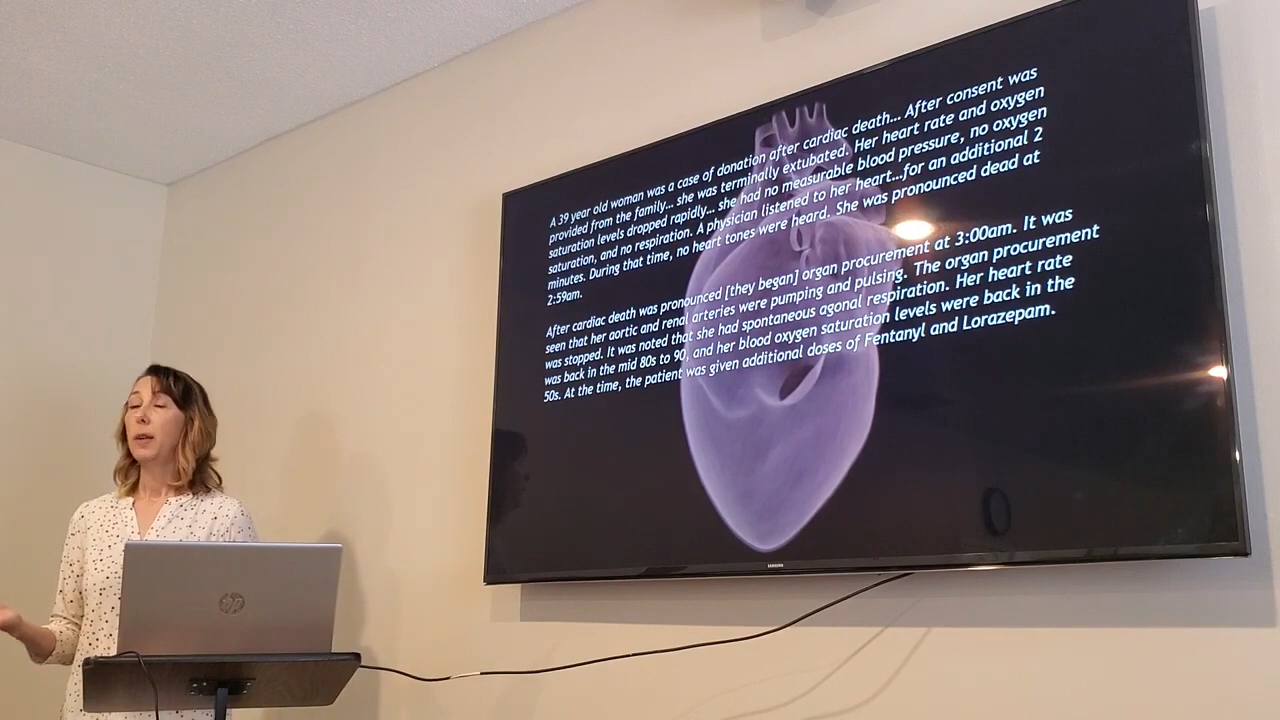 A 39 year old woman was a case of donation after cardiac death... After consent was
provided from the family... she was terminally extubated. Her heart rate and oxygen
saturation levels dropped rapidly... she had no measurable blood pressure, no oxygen
saturation, and no respiration. A physician listened to her heart...for an additional 2
minutes. During that time, no heart tones were heard. She was pronounced dead at
2:59am.
After cardiac death was pronounced [they began] organ procurement at 3:00am. It was
seen that her aortic and renal arteries were pumping and pulsing. The organ procurement
was stopped. It was noted that she had spontaneous agonal respiration. Her heart rate
was back in the mid 80s to 90, and her blood oxygen saturation levels were back in the
50s. At the time, the patient was given additional doses of Fentanyl and Lorazepam.
SAMSUNG
hp